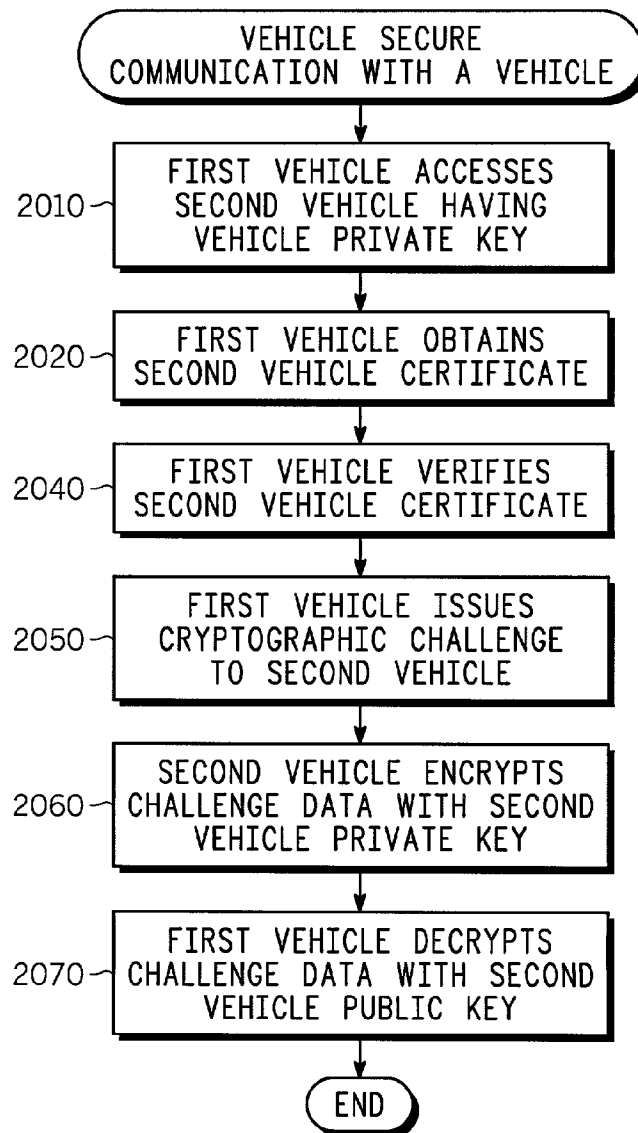 VEHICLE SECURE
COMMUNICATION WITH A VEHICLE
2010
FIRST VEHICLE ACCESSES
SECOND VEHICLE HAVING
VEHICLE PRIVATE KEY
2020
FIRST VEHICLE OBTAINS
SECOND VEHICLE CERTIFICATE
2040
FIRST VEHICLE VERIFIES
SECOND VEHICLE CERTIFICATE
2050
FIRST VEHICLE ISSUES
CRYPTOGRAPHIC CHALLENGE
TO SECOND VEHICLE
2060
SECOND VEHICLE ENCRYPTS
CHALLENGE DATA WITH SECOND
VEHICLE PRIVATE KEY
2070
FIRST VEHICLE DECRYPTS
CHALLENGE DATA WITH SECOND
VEHICLE PUBLIC KEY
END